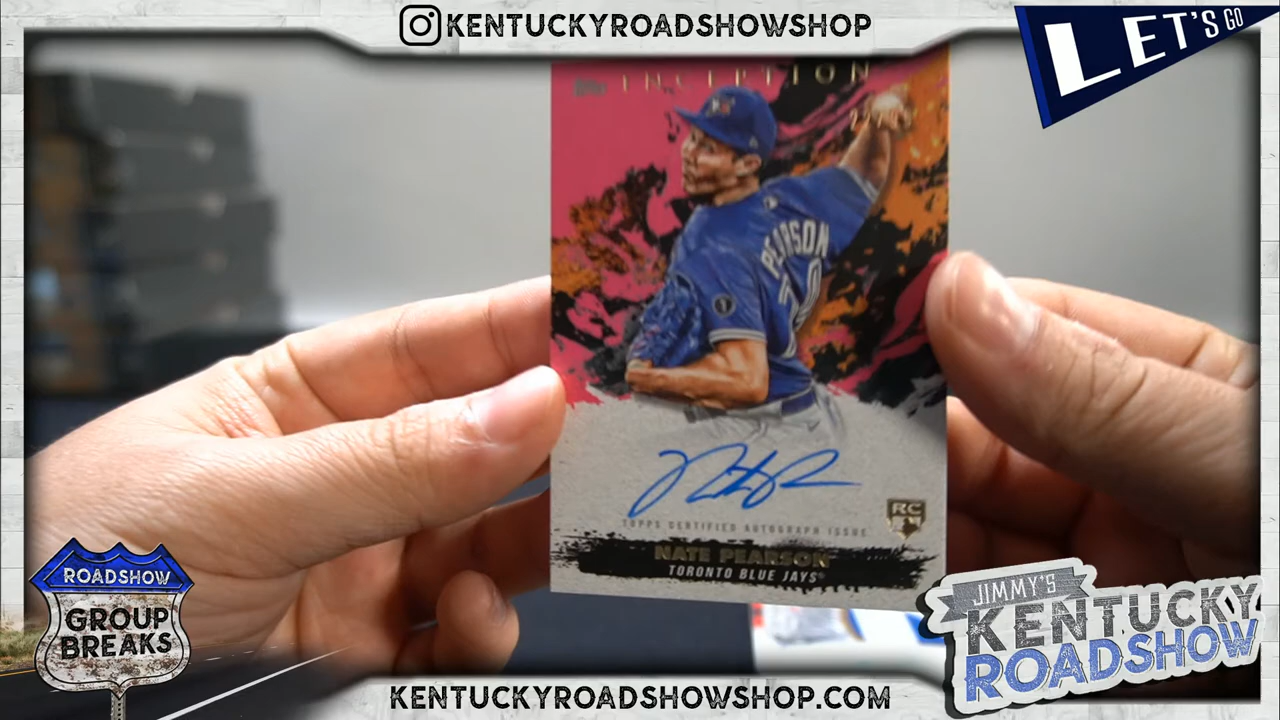 KENTUCKYROADSHOWSHOP
LET'S GO
Topps INCEPTION
PEARSON
TOPPS CERTIFIED AUTOGRAPH ISSUE
RC
NATE PEARSON
TORONTO BLUE JAYS
ROADSHOW
GROUP
BREAKS
JIMMY'S
KENTUCKY
ROADSHOW
KENTUCKYROADSHOWSHOP.COM